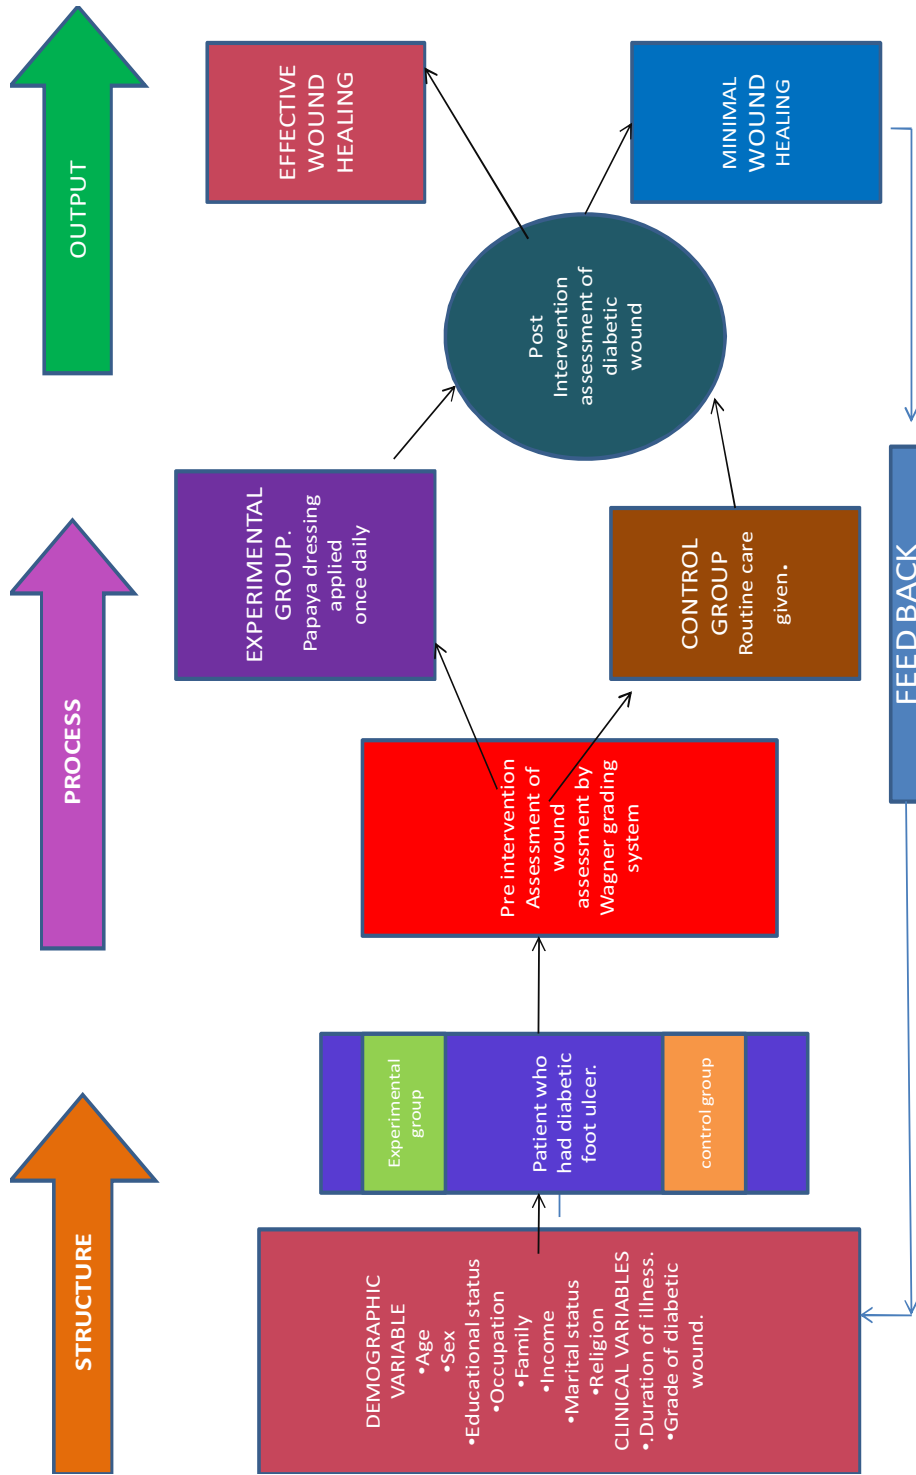 STRUCTURE
PROCESS
OUTPUT
DEMOGRAPHIC
VARIABLE
•Age
•Sex
•Educational status
•Occupation
•Family
•Income
•Marital status
•Religion
CLINICAL VARIABLES
•.Duration of illness.
•Grade of diabetic
wound.
Experimental
group
Patient who
had diabetic
foot ulcer.
control group
Pre intervention
Assessment of
wound
assessment by
Wagner grading
system
EXPERIMENTAL
GROUP.
Papaya dressing
applied
once daily
CONTROL
GROUP
Routine care
given.
Post
Intervention
assessment of
diabetic
wound
EFFECTIVE
WOUND
HEALING
MINIMAL
WOUND
HEALING
FEED BACK